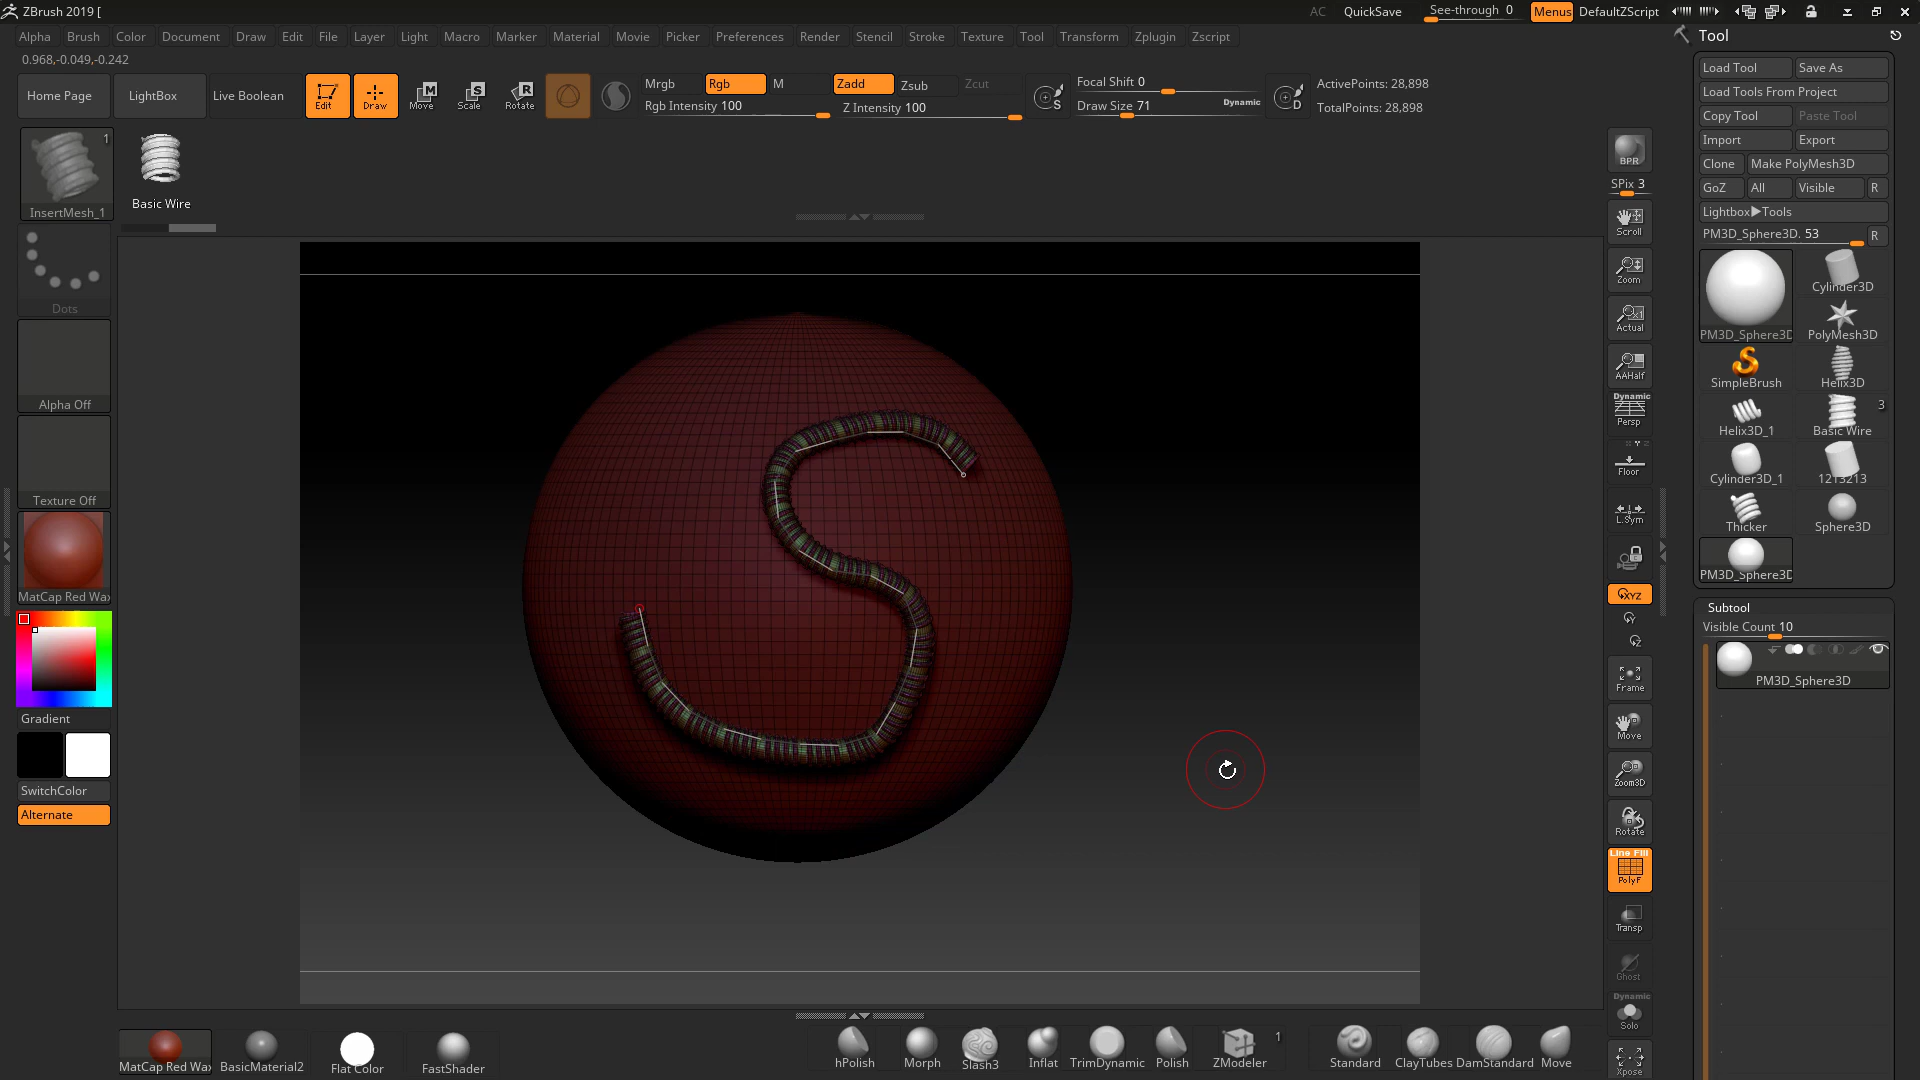 ZBrush 2019 [
AC QuickSave See-through 0 Menus DefaultZScript
Alpha Brush Color Document Draw Edit File Layer Light Macro Marker Material Movie Picker Preferences Render Stencil Stroke Texture Tool Transform Zplugin Zscript
0.968,-0.049,-0.242
Home Page LightBox Live Boolean Edit Draw Move Scale Rotate
M S R
Mrgb Rgb M Zadd Zsub Zcut
Rgb Intensity 100 Z Intensity 100
S Focal Shift 0
Draw Size 71 Dynamic D
ActivePoints: 28,898
TotalPoints: 28,898
1
InsertMesh_1
Basic Wire
Dots
Alpha Off
Texture Off
MatCap Red Wax
Gradient
SwitchColor
Alternate
BPR
SPix 3
Scroll
Zoom
Actual
AAHalf
Dynamic
Persp
Floor
L.Sym
XYZ
Y
Z
Frame
Move
Zoom3D
Rotate
Line Fill
PolyF
Transp
Ghost
Dynamic
Solo
Xpose
Tool
Load Tool Save As
Load Tools From Project
Copy Tool Paste Tool
Import Export
Clone Make PolyMesh3D
GoZ All Visible R
Lightbox▶Tools
PM3D_Sphere3D. 53 R
PM3D_Sphere3D Cylinder3D
PolyMesh3D
SimpleBrush Helix3D
3
Helix3D_1 Basic Wire
Cylinder3D_1 1213213
Thicker Sphere3D
PM3D_Sphere3D
Subtool
Visible Count 10
PM3D_Sphere3D
MatCap Red Wax BasicMaterial2 Flat Color FastShader
hPolish Morph Slash3 Inflat TrimDynamic Polish ZModeler 1 Standard ClayTubes DamStandard Move